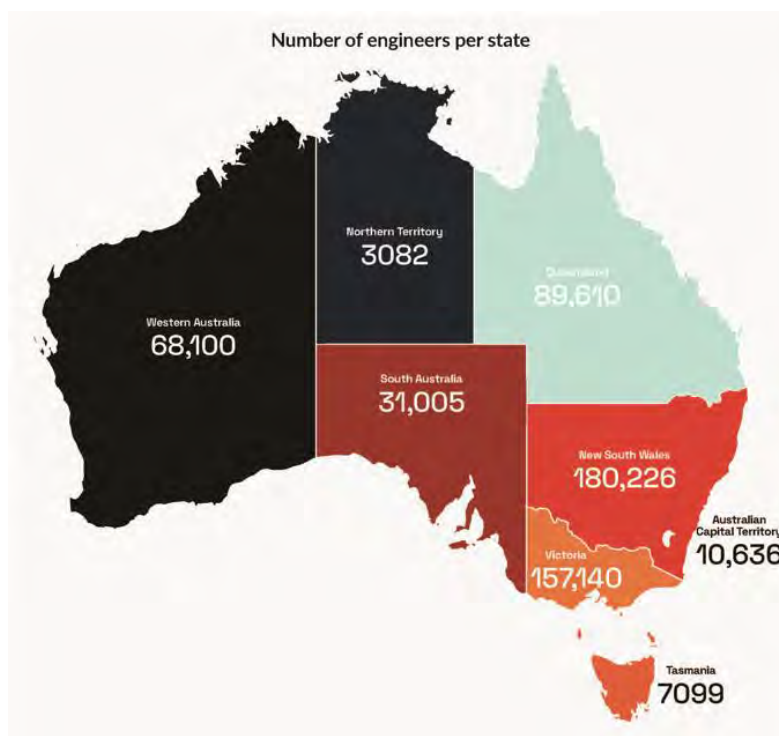 Number of engineers per state
Northern Territory
3082
Queensland
89,610
Western Australia
68,100
South Australia
31,005
New South Wales
180,226
Australian
Capital Territory
10,636
Victoria
157,140
Tasmania
7099